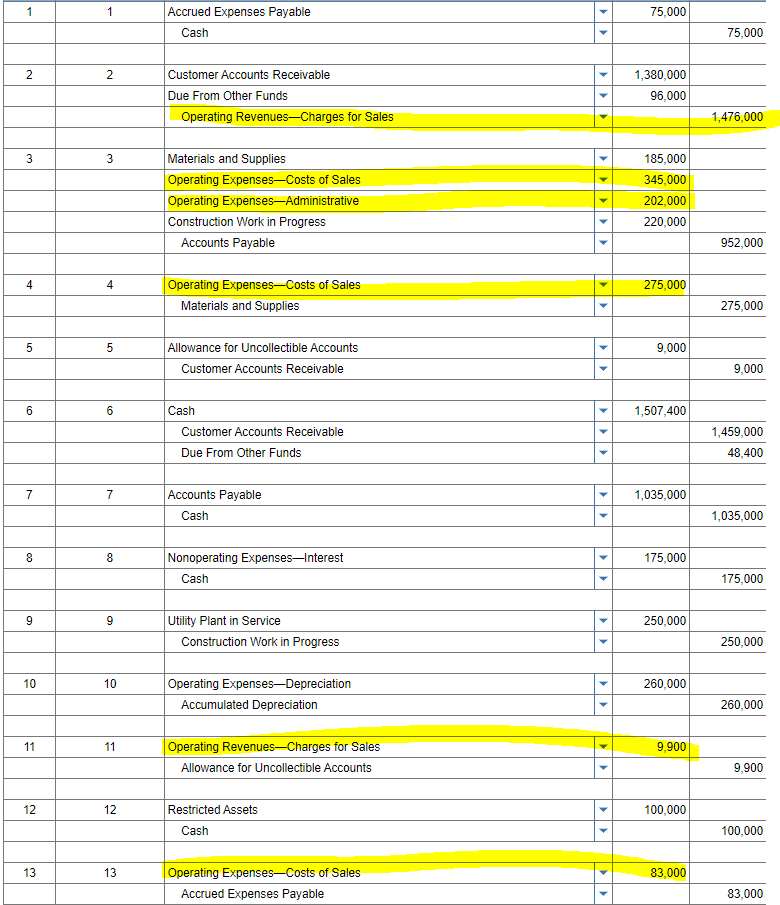 1 1 Accrued Expenses Payable 75,000
Cash 75,000
2 2 Customer Accounts Receivable 1,380,000
Due From Other Funds 96,000
Operating Revenues—Charges for Sales 1,476,000
3 3 Materials and Supplies 185,000
Operating Expenses—Costs of Sales 345,000
Operating Expenses—Administrative 202,000
Construction Work in Progress 220,000
Accounts Payable 952,000
4 4 Operating Expenses—Costs of Sales 275,000
Materials and Supplies 275,000
5 5 Allowance for Uncollectible Accounts 9,000
Customer Accounts Receivable 9,000
6 6 Cash 1,507,400
Customer Accounts Receivable 1,459,000
Due From Other Funds 48,400
7 7 Accounts Payable 1,035,000
Cash 1,035,000
8 8 Nonoperating Expenses—Interest 175,000
Cash 175,000
9 9 Utility Plant in Service 250,000
Construction Work in Progress 250,000
10 10 Operating Expenses—Depreciation 260,000
Accumulated Depreciation 260,000
11 11 Operating Revenues—Charges for Sales 9,900
Allowance for Uncollectible Accounts 9,900
12 12 Restricted Assets 100,000
Cash 100,000
13 13 Operating Expenses—Costs of Sales 83,000
Accrued Expenses Payable 83,000